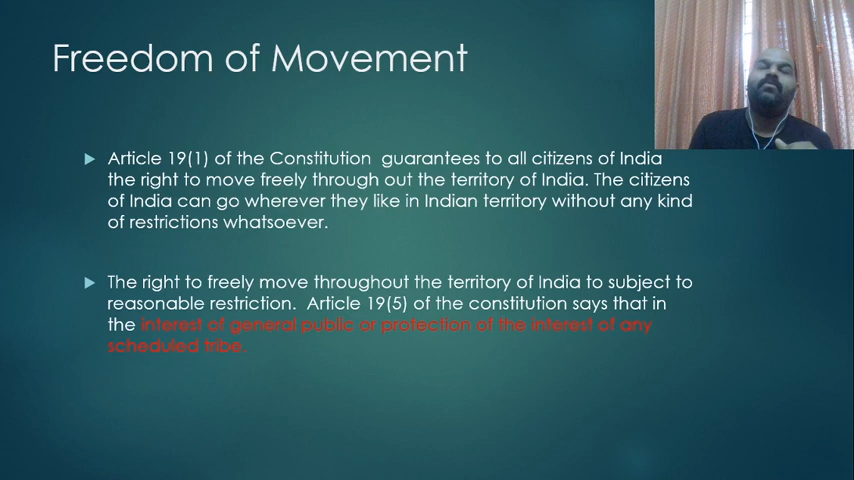 Freedom of Movement
Article 19(1) of the Constitution guarantees to all citizens of India
the right to move freely through out the territory of India. The citizens
of India can go wherever they like in Indian territory without any kind
of restrictions whatsoever.
The right to freely move throughout the territory of India to subject to
reasonable restriction. Article 19(5) of the constitution says that in
the interest of general public or protection of the interest of any
scheduled tribe.